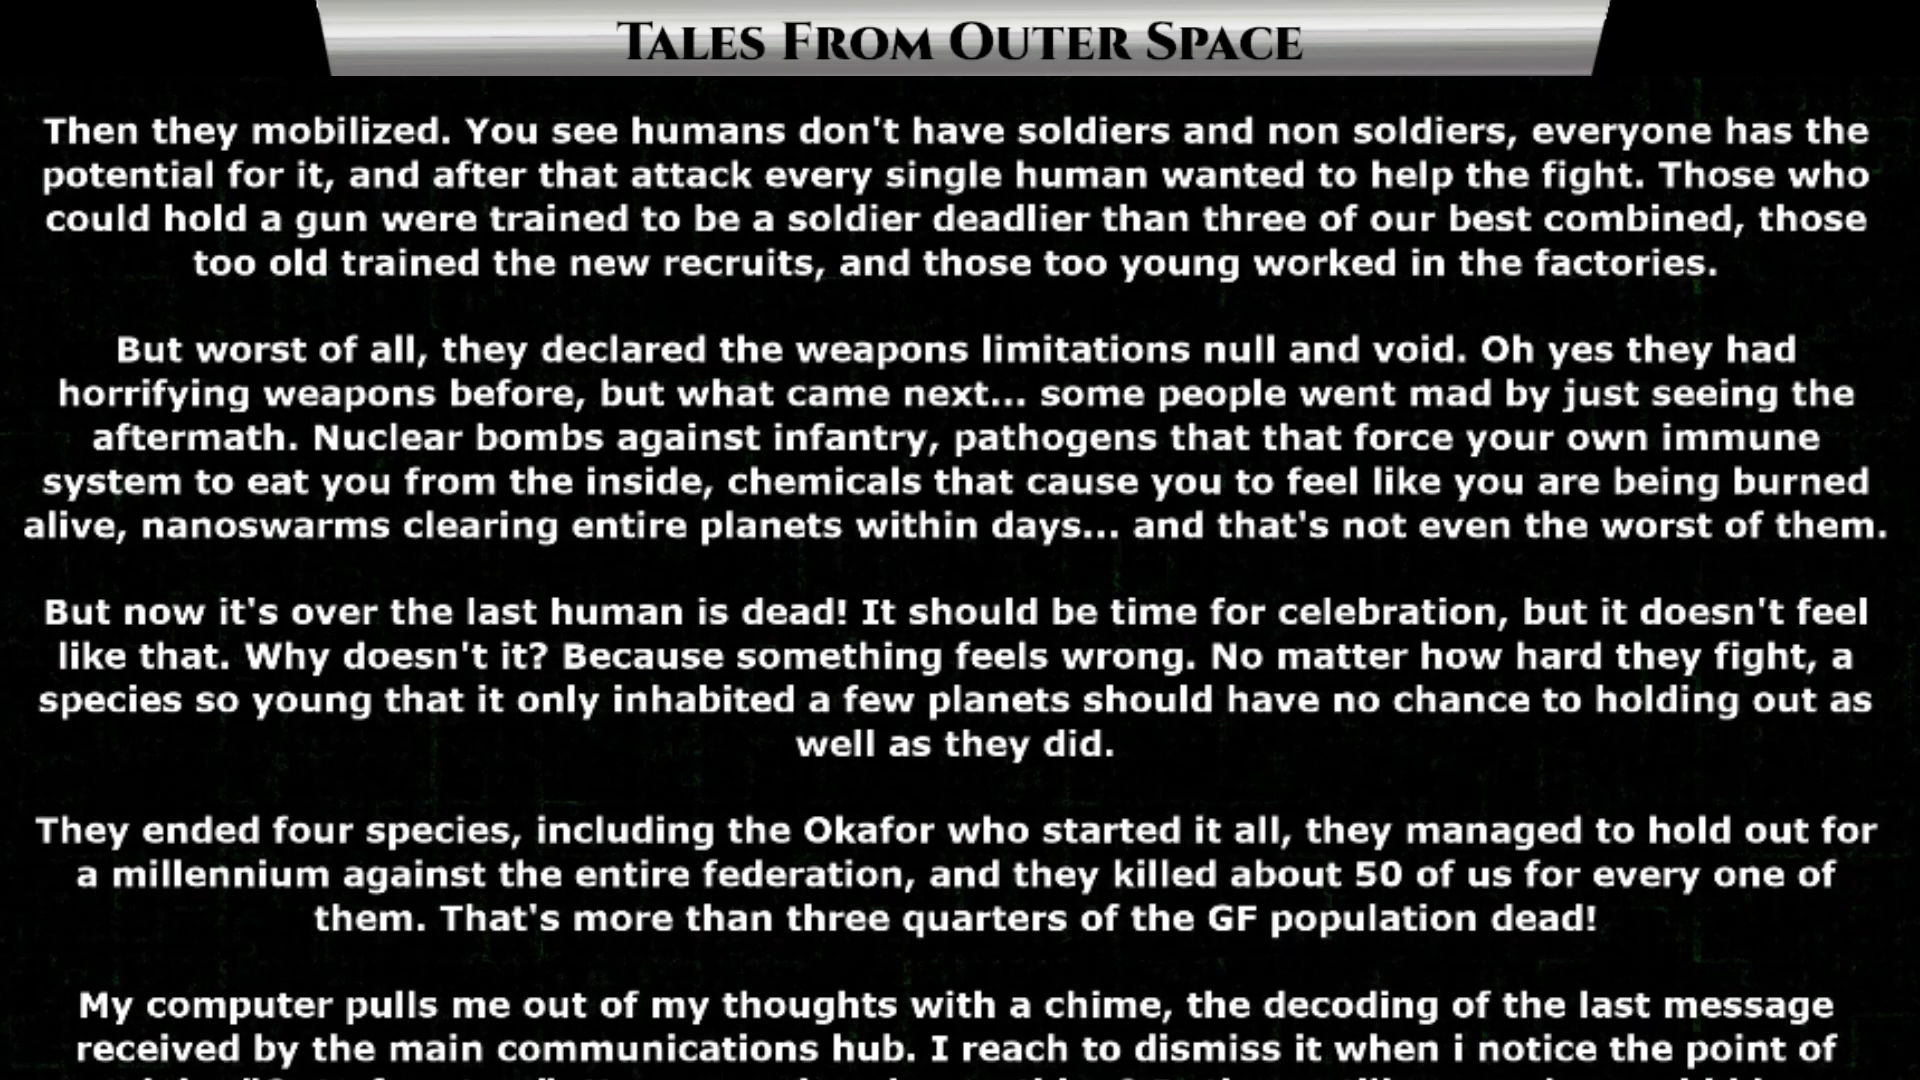 Tales From Outer Space
Then they mobilized. You see humans don't have soldiers and non soldiers, everyone has the
potential for it, and after that attack every single human wanted to help the fight. Those who
could hold a gun were trained to be a soldier deadlier than three of our best combined, those
too old trained the new recruits, and those too young worked in the factories.
But worst of all, they declared the weapons limitations null and void. Oh yes they had
horrifying weapons before, but what came next... some people went mad by just seeing the
aftermath. Nuclear bombs against infantry, pathogens that that force your own immune
system to eat you from the inside, chemicals that cause you to feel like you are being burned
alive, nanoswarms clearing entire planets within days... and that's not even the worst of them.
But now it's over the last human is dead! It should be time for celebration, but it doesn't feel
like that. Why doesn't it? Because something feels wrong. No matter how hard they fight, a
species so young that it only inhabited a few planets should have no chance to holding out as
well as they did.
They ended four species, including the Okafor who started it all, they managed to hold out for
a millennium against the entire federation, and they killed about 50 of us for every one of
them. That's more than three quarters of the GF population dead!
My computer pulls me out of my thoughts with a chime, the decoding of the last message
received by the main communications hub. I reach to dismiss it when i notice the point of